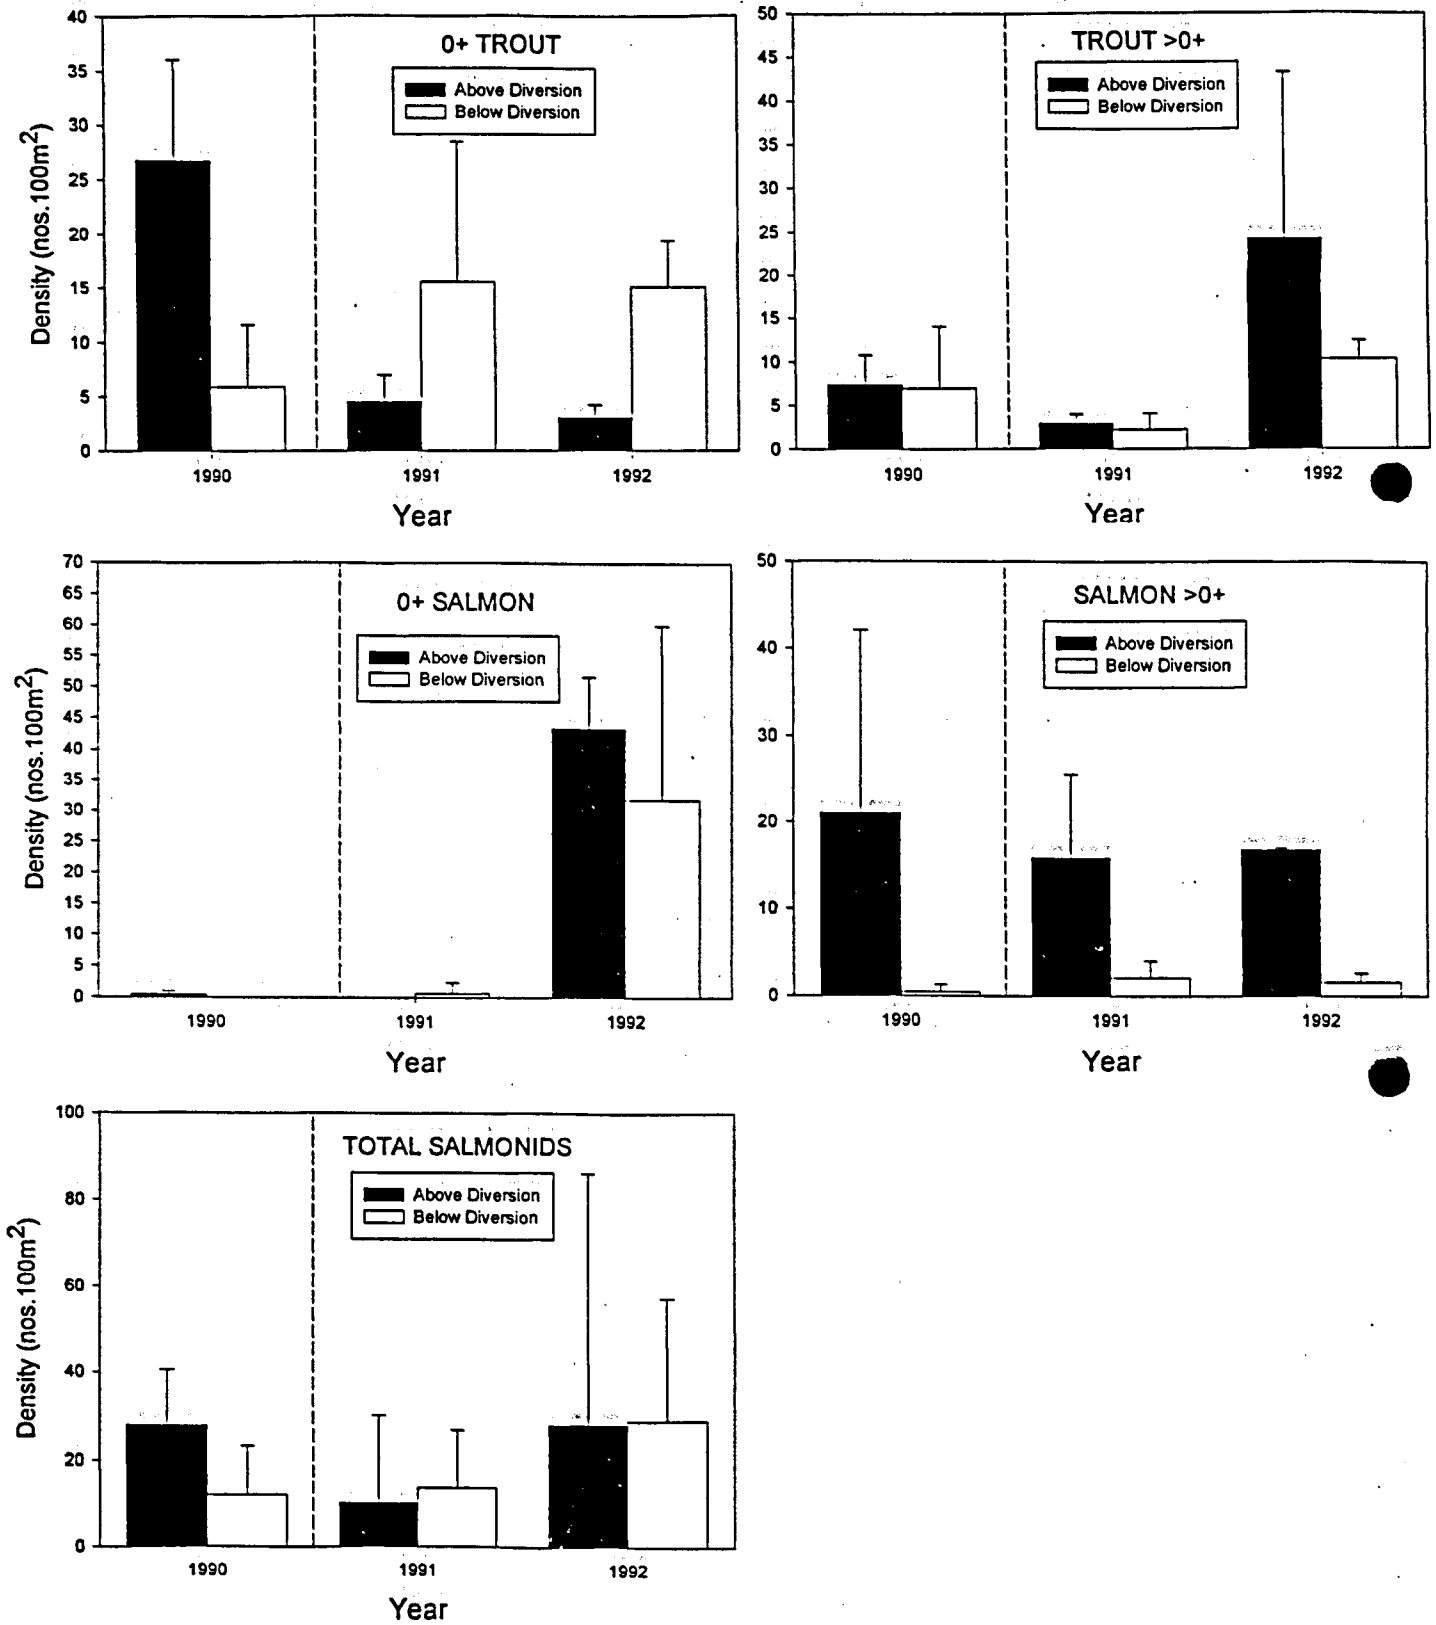 0+ TROUT
Above Diversion
Below Diversion
Density (nos.100m2)
40
35
30
25
20
15
10
5
0
1990
1991
1992
Year
TROUT >0+
Above Diversion
Below Diversion
50
45
40
35
30
25
20
15
10
5
0
1990
1991
1992
Year
0+ SALMON
Above Diversion
Below Diversion
Density (nos.100m2)
70
65
60
55
50
45
40
35
30
25
20
15
10
5
0
1990
1991
1992
Year
SALMON >0+
Above Diversion
Below Diversion
50
40
30
20
10
0
1990
1991
1992
Year
TOTAL SALMONIDS
Above Diversion
Below Diversion
Density (nos.100m2)
100
80
60
40
20
0
1990
1991
1992
Year